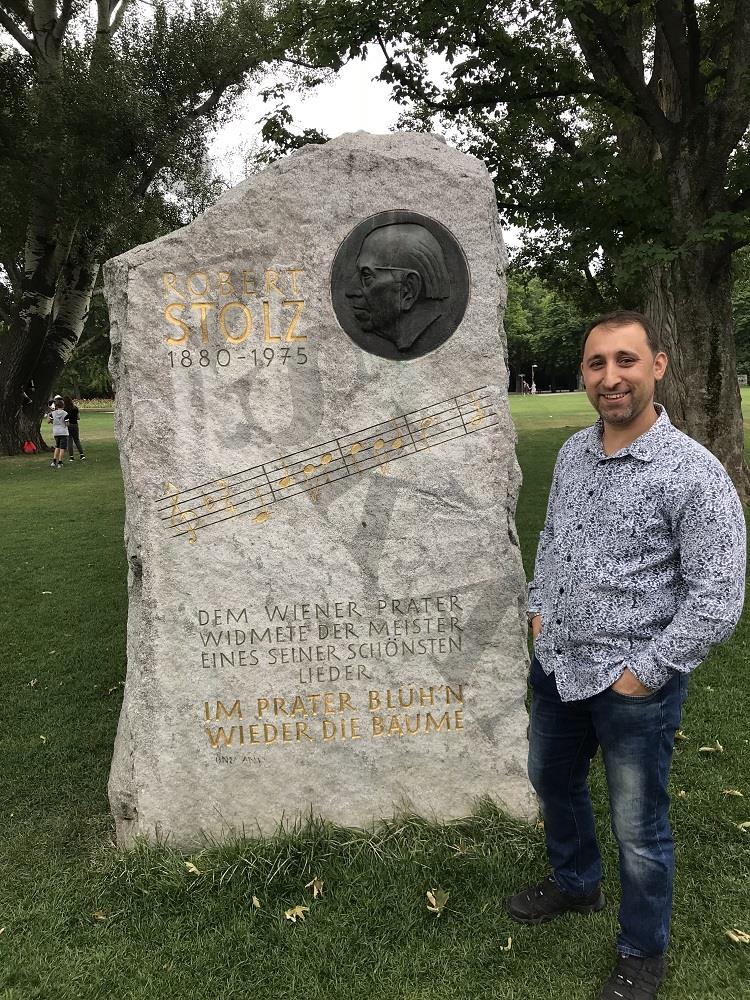 ROBERT
STOLZ
1880-1975
DEM WIENER PRATER
WIDMETE DER MEISTER
EINES SEINER SCHÖNSTEN
LIEDER
IM PRATER BLÜH'N
WIEDER DIE BÄUME